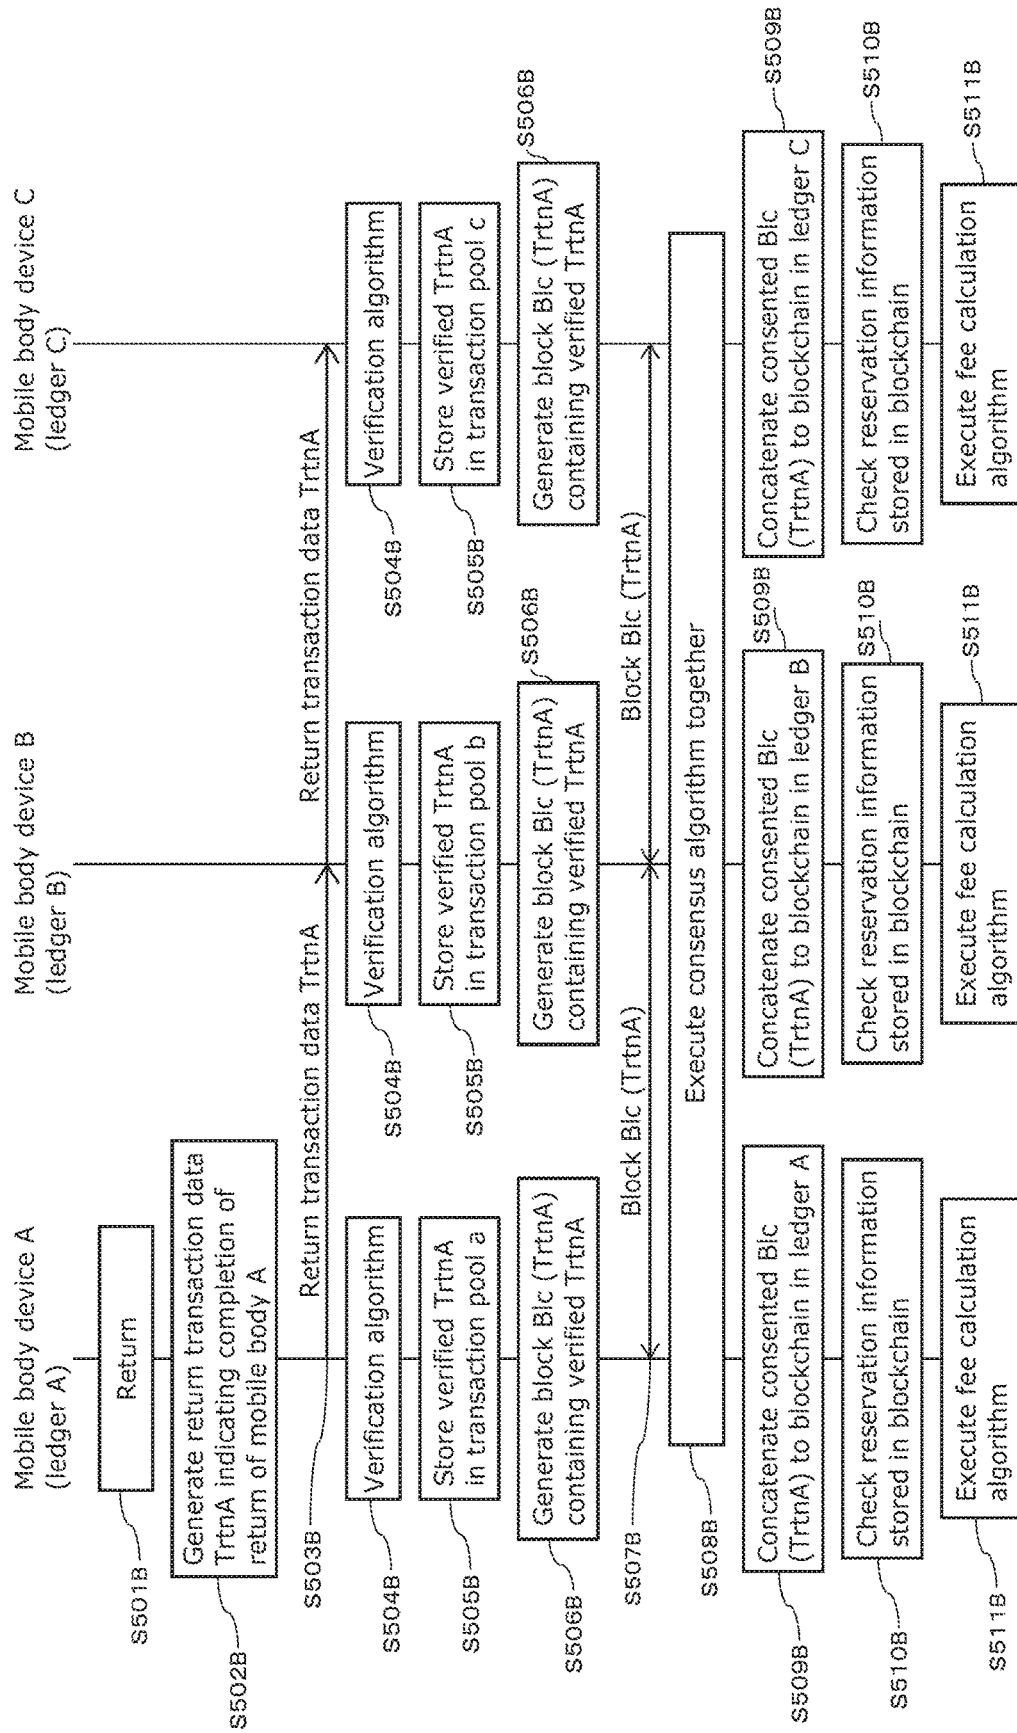 Mobile body device A
(ledger A)
Mobile body device B
(ledger B)
Mobile body device C
(ledger C)
S501B
Return
S502B
Generate return transaction data
TrtnA indicating completion of
return of mobile body A
S503B
Return transaction data TrtnA
Return transaction data TrtnA
S504B
Verification algorithm
S504B
Verification algorithm
S504B
Verification algorithm
S505B
Store verified TrtnA
in transaction pool a
S505B
Store verified TrtnA
in transaction pool b
S505B
Store verified TrtnA
in transaction pool c
S506B
Generate block Blc (TrtnA)
containing verified TrtnA
S506B
Generate block Blc (TrtnA)
containing verified TrtnA
S506B
Generate block Blc (TrtnA)
containing verified TrtnA
S507B
Block Blc (TrtnA)
Block Blc (TrtnA)
S508B
Execute consensus algorithm together
S509B
Concatenate consented Blc
(TrtnA) to blockchain in ledger A
S509B
Concatenate consented Blc
(TrtnA) to blockchain in ledger B
S509B
Concatenate consented Blc
(TrtnA) to blockchain in ledger C
S510B
Check reservation information
stored in blockchain
S510B
Check reservation information
stored in blockchain
S510B
Check reservation information
stored in blockchain
S511B
Execute fee calculation
algorithm
S511B
Execute fee calculation
algorithm
S511B
Execute fee calculation
algorithm